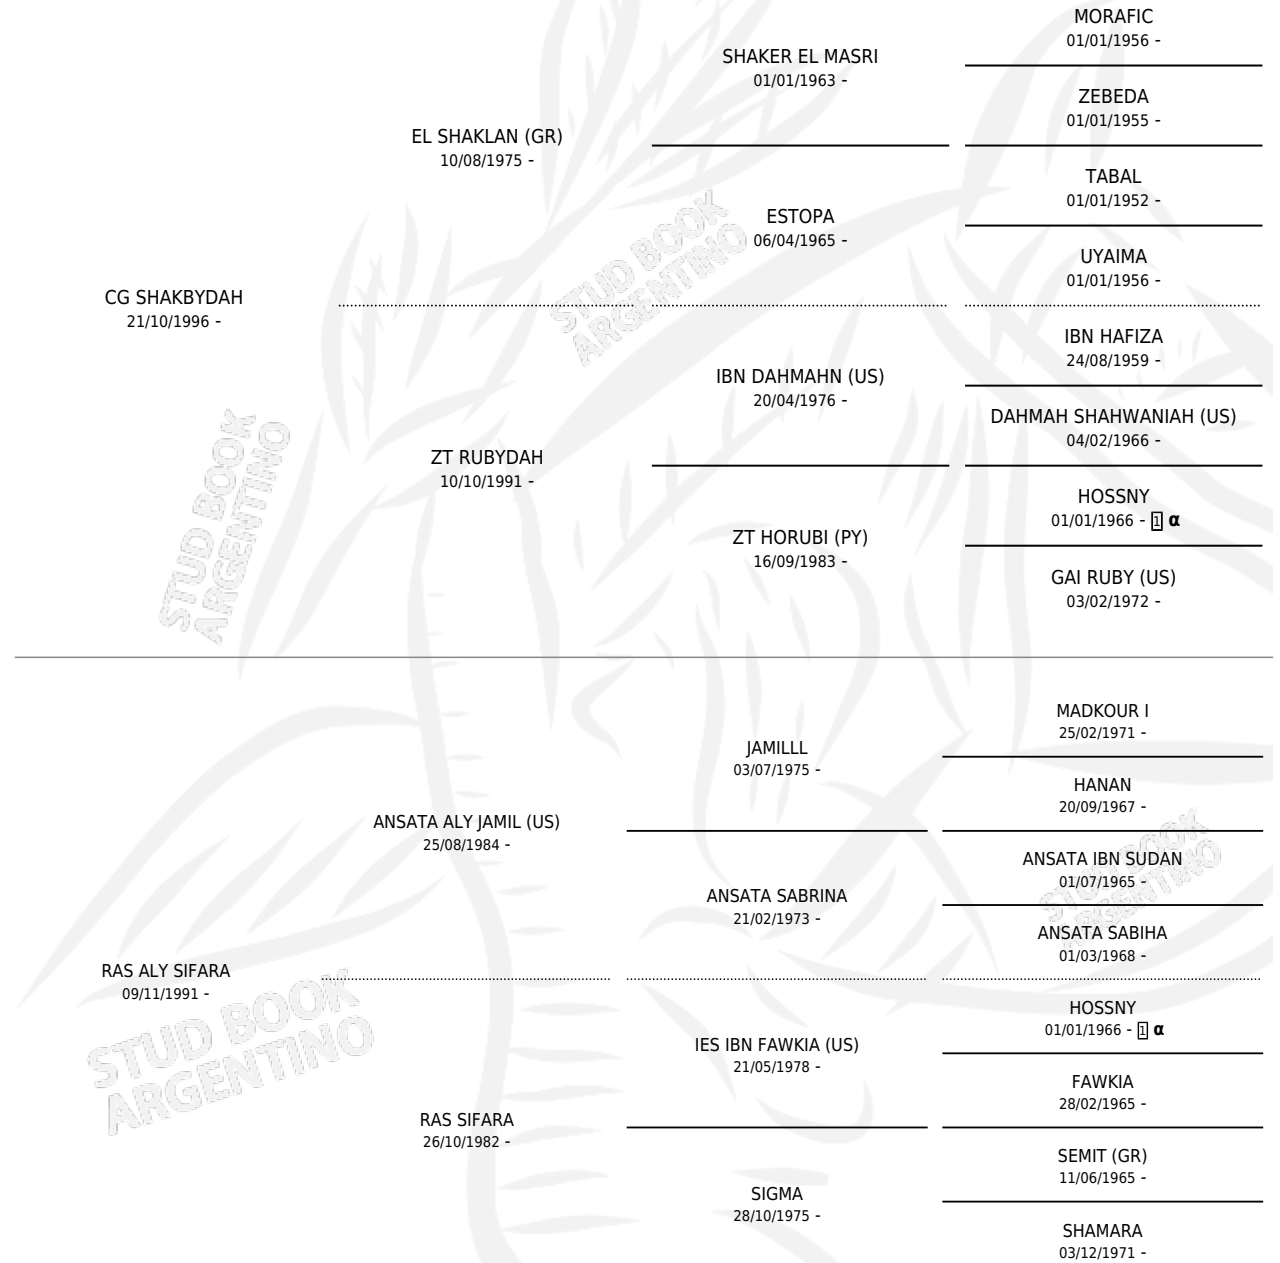 MORAFIC
01/01/1956 -
SHAKER EL MASRI
01/01/1963 -
ZEBEDA
01/01/1955 -
EL SHAKLAN (GR)
10/08/1975 -
TABAL
01/01/1952 -
ESTOPA
06/04/1965 -
UYAIMA
01/01/1956 -
STUD BOOK
ARGENTINO
CG SHAKBYDAH
21/10/1996 -
IBN HAFIZA
24/08/1959 -
IBN DAHMAHN (US)
20/04/1976 -
DAHMAH SHAHWANIAH (US)
04/02/1966 -
ZT RUBYDAH
10/10/1991 -
HOSSNY
01/01/1966 - 1 α
ZT HORUBI (PY)
16/09/1983 -
GAI RUBY (US)
03/02/1972 -
STUD BOOK
ARGENTINO
MADKOUR I
25/02/1971 -
JAMILLL
03/07/1975 -
HANAN
20/09/1967 -
ANSATA ALY JAMIL (US)
25/08/1984 -
ANSATA IBN SUDAN
01/07/1965 -
ANSATA SABRINA
21/02/1973 -
ANSATA SABIHA
01/03/1968 -
STUD BOOK
ARGENTINO
RAS ALY SIFARA
09/11/1991 -
HOSSNY
01/01/1966 - 1 α
IES IBN FAWKIA (US)
21/05/1978 -
FAWKIA
28/02/1965 -
RAS SIFARA
26/10/1982 -
SEMIT (GR)
11/06/1965 -
SIGMA
28/10/1975 -
SHAMARA
03/12/1971 -
STUD BOOK
ARGENTINO